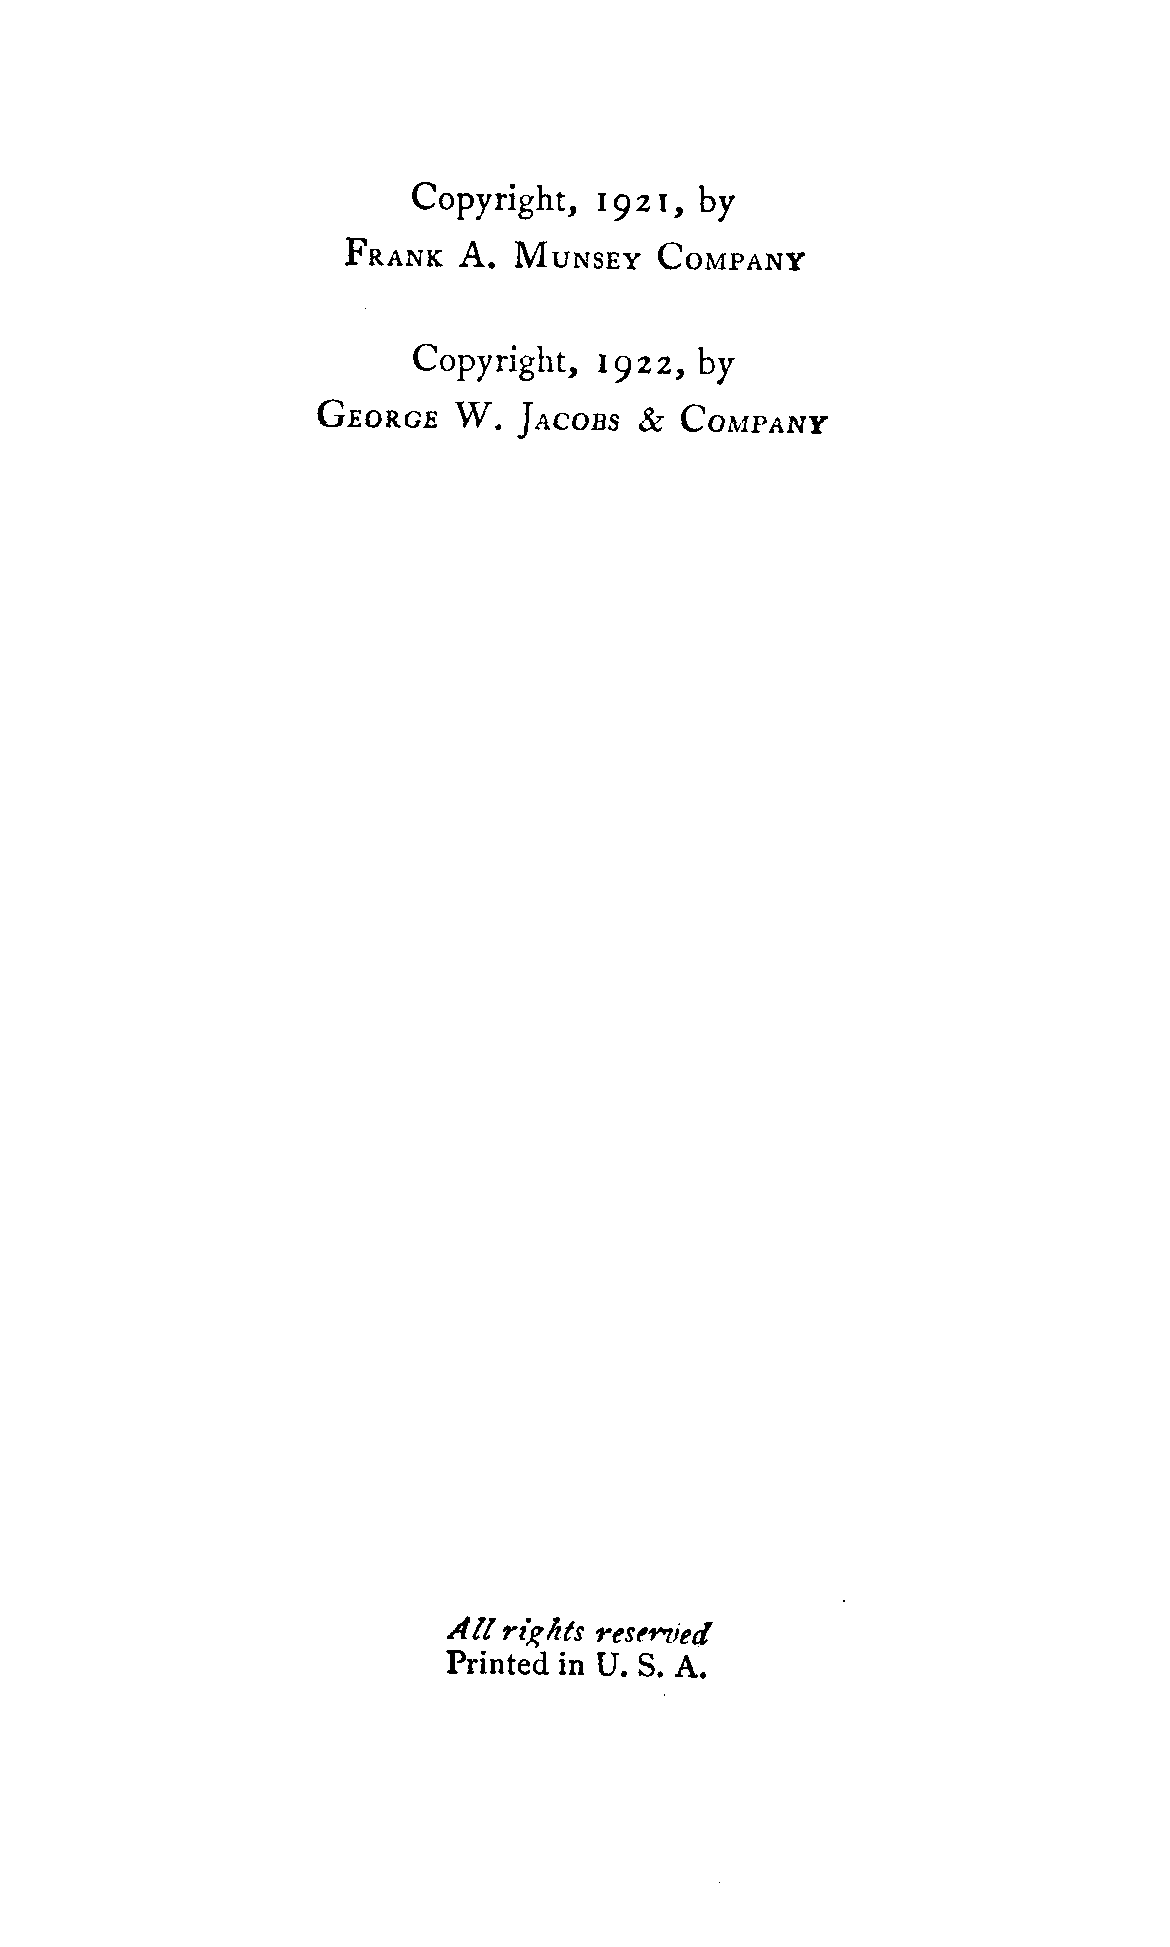 Copyright, 1921, by
Frank A. Munsey Company
Copyright, 1922, by
George W. Jacobs & Company
All rights reserved
Printed in U. S. A.